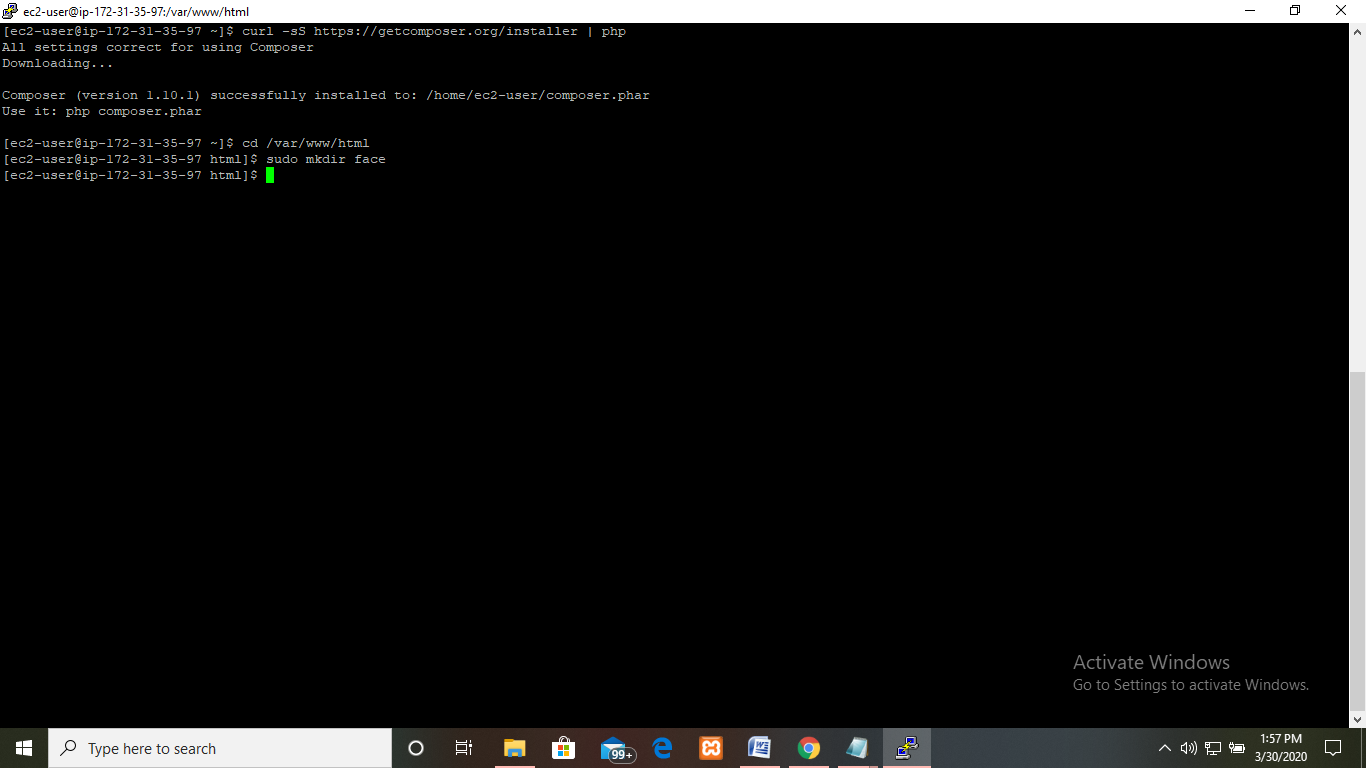 ec2-user@ip-172-31-35-97:/var/www/html
[ec2-user@ip-172-31-35-97 ~]$ curl -sS https://getcomposer.org/installer | php
All settings correct for using Composer
Downloading...
Composer (version 1.10.1) successfully installed to: /home/ec2-user/composer.phar
Use it: php composer.phar
[ec2-user@ip-172-31-35-97 ~]$ cd /var/www/html
[ec2-user@ip-172-31-35-97 html]$ sudo mkdir face
[ec2-user@ip-172-31-35-97 html]$
Activate Windows
Go to Settings to activate Windows.
Type here to search
99+
1:57 PM
3/30/2020